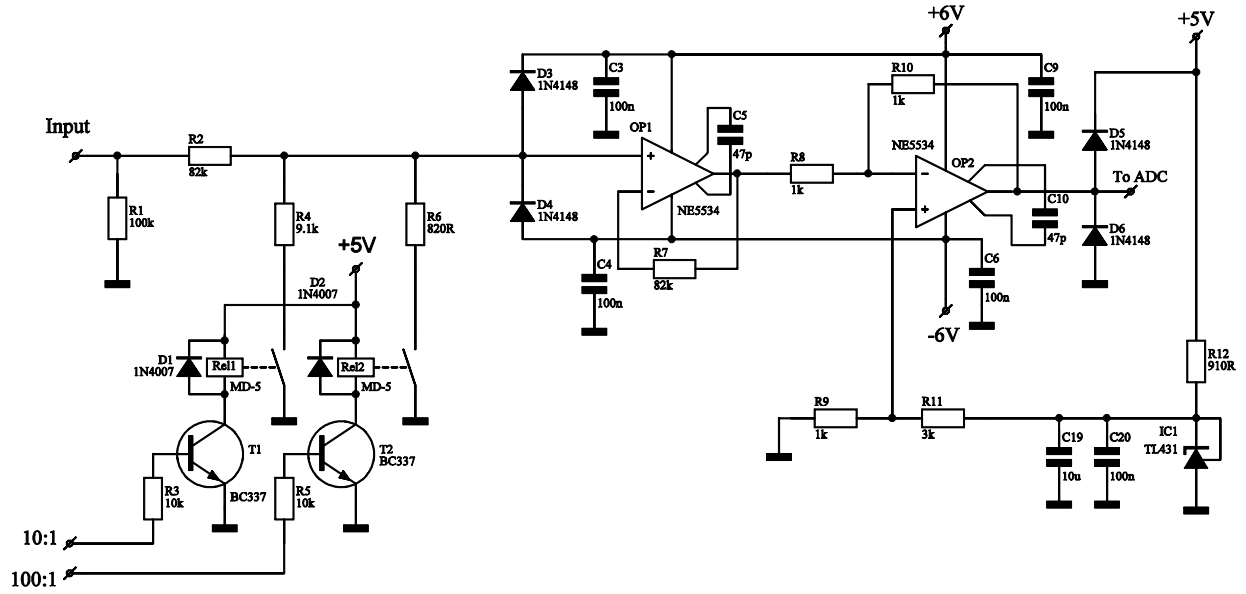 +6V
+5V
C3
100n
D3
1N4148
R10
1k
C9
100n
Input
R2
82k
OP1
C5
47p
NE5534
OP2
D5
1N4148
To ADC
R8
1k
+
−
−
+
R1
100k
R4
9.1k
R6
820R
D4
1N4148
NE5534
C10
47p
D6
1N4148
+5V
C4
100n
R7
82k
C6
100n
D2
1N4007
-6V
D1
1N4007
Rel1
MD-5
Rel2
MD-5
R12
910R
R9
1k
R11
3k
T1
BC337
T2
BC337
C19
10u
C20
100n
IC1
TL431
R3
10k
R5
10k
10:1
100:1